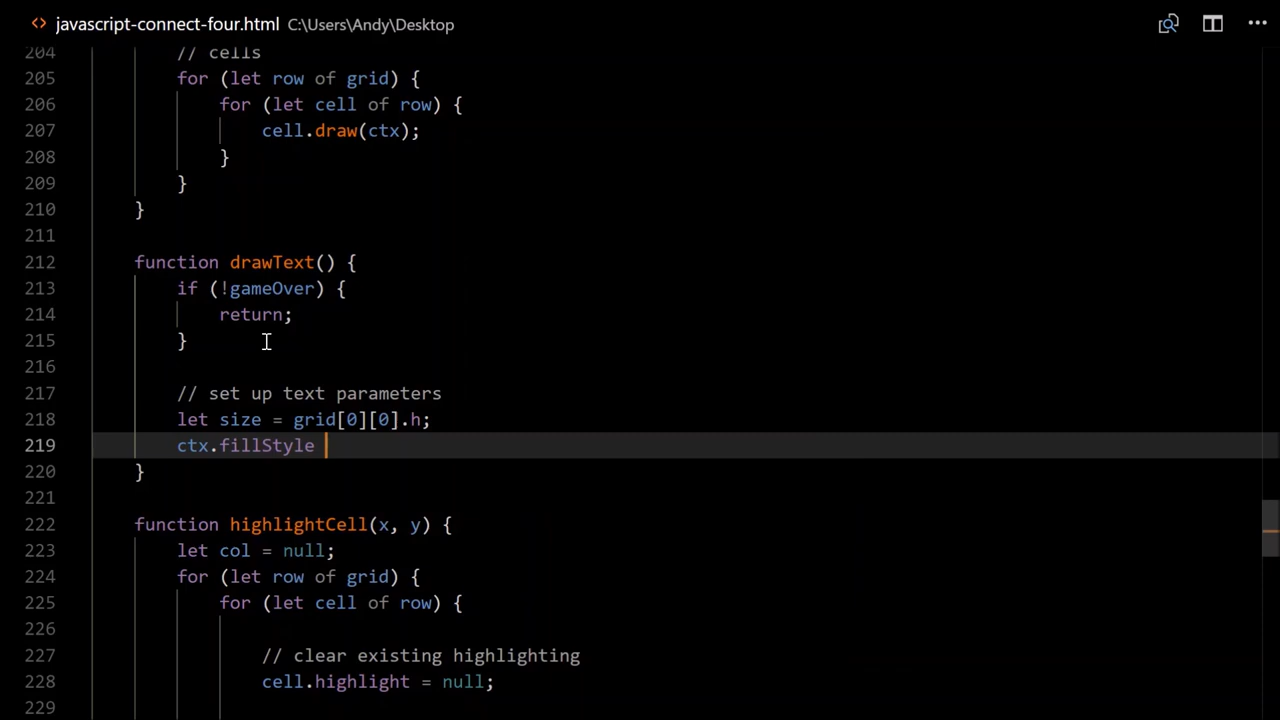 javascript-connect-four.html C:\Users\Andy\Desktop
204 // cells
205 for (let row of grid) {
206 for (let cell of row) {
207 cell.draw(ctx);
208 }
209 }
210 }
211
212 function drawText() {
213 if (!gameOver) {
214 return;
215 }
216
217 // set up text parameters
218 let size = grid[0][0].h;
219 ctx.fillStyle
220 }
221
222 function highlightCell(x, y) {
223 let col = null;
224 for (let row of grid) {
225 for (let cell of row) {
226
227 // clear existing highlighting
228 cell.highlight = null;
229